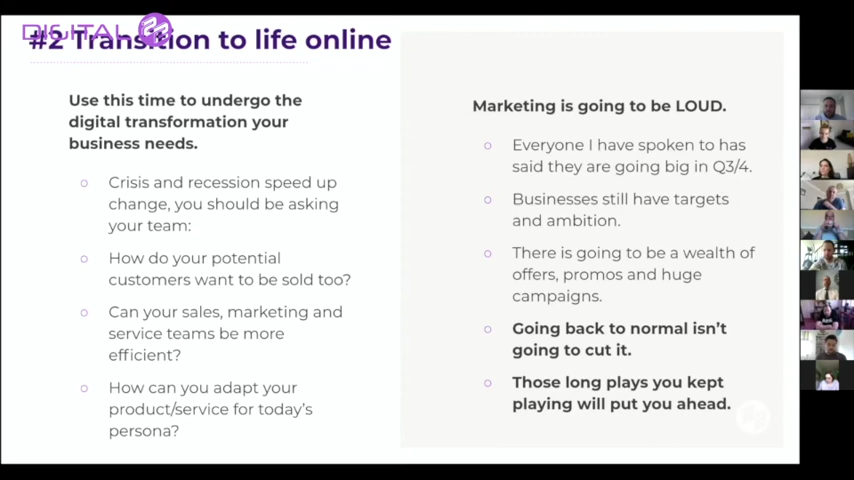 DIGITAL 22
#2 Transition to life online
Use this time to undergo the
digital transformation your
business needs.
Crisis and recession speed up
change, you should be asking
your team:
How do your potential
customers want to be sold too?
Can your sales, marketing and
service teams be more
efficient?
How can you adapt your
product/service for today's
persona?
Marketing is going to be LOUD.
Everyone I have spoken to has
said they are going big in Q3/4.
Businesses still have targets
and ambition.
There is going to be a wealth of
offers, promos and huge
campaigns.
Going back to normal isn't
going to cut it.
Those long plays you kept
playing will put you ahead.